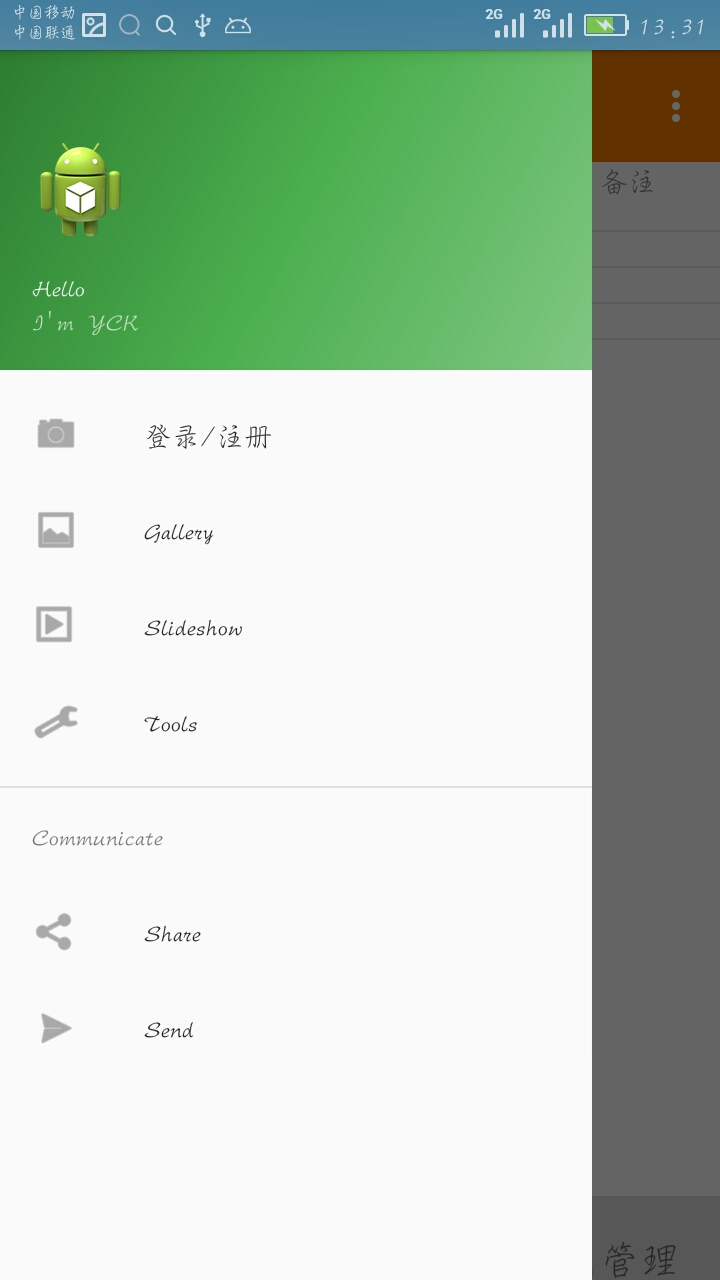 中国移动
中国联通
2G 2G 13:31
备注
Hello
I'm YCK
登录/注册
Gallery
Slideshow
Tools
Communicate
Share
Send
管理